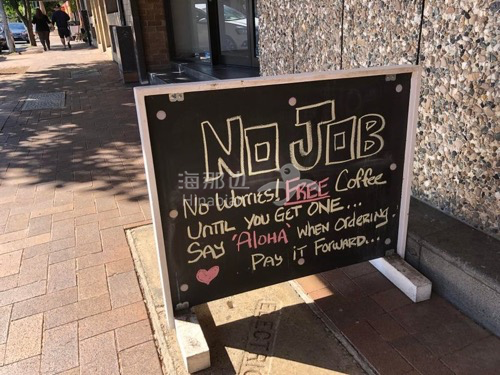 NO JOB
No Worries! FREE Coffee
UNTIL YOU GET ONE...
SAY 'ALOHA' WHEN ORDERING
PAY IT FORWARD...
海那边
ELECTRIC